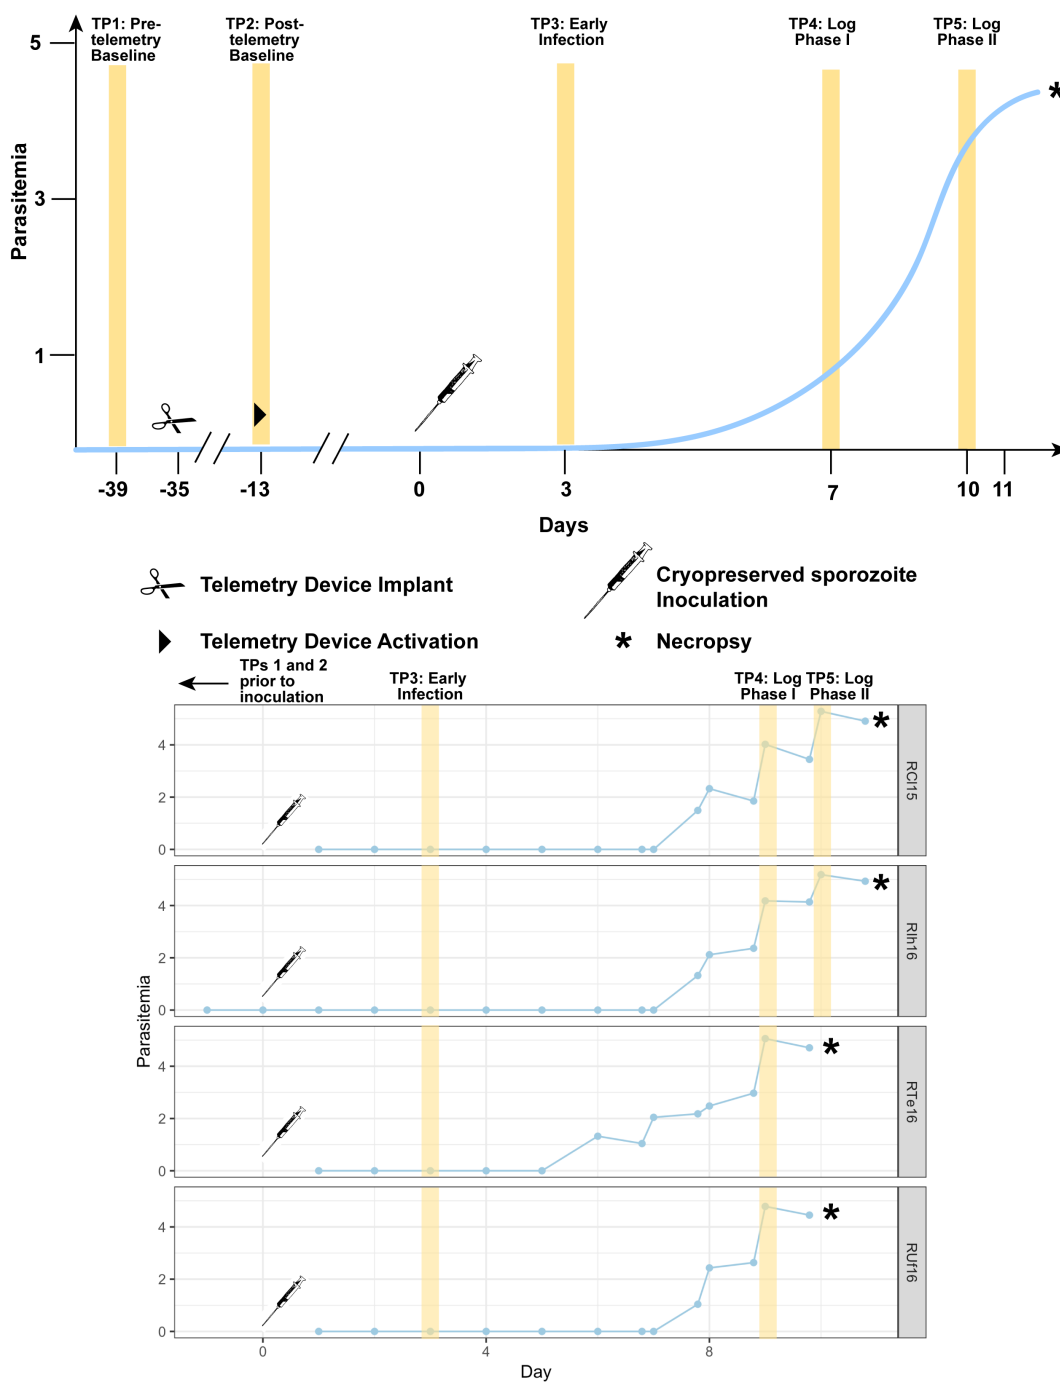 TP1: Pre-
telemetry
Baseline
TP2: Post-
telemetry
Baseline
TP3: Early
Infection
TP4: Log
Phase I
TP5: Log
Phase II
5
3
1
Parasitemia
*
-39
-35
-13
0
3
7
10
11
Days
Telemetry Device Implant
Cryopreserved sporozoite
Inoculation
Telemetry Device Activation
* Necropsy
TPs 1 and 2
prior to
inoculation
TP3: Early
Infection
TP4: Log
Phase I
TP5: Log
Phase II
4
2
0
*
RCl15
4
2
0
*
RIh16
Parasitemia
4
2
0
*
RTe16
4
2
0
*
RUf16
0
4
8
Day